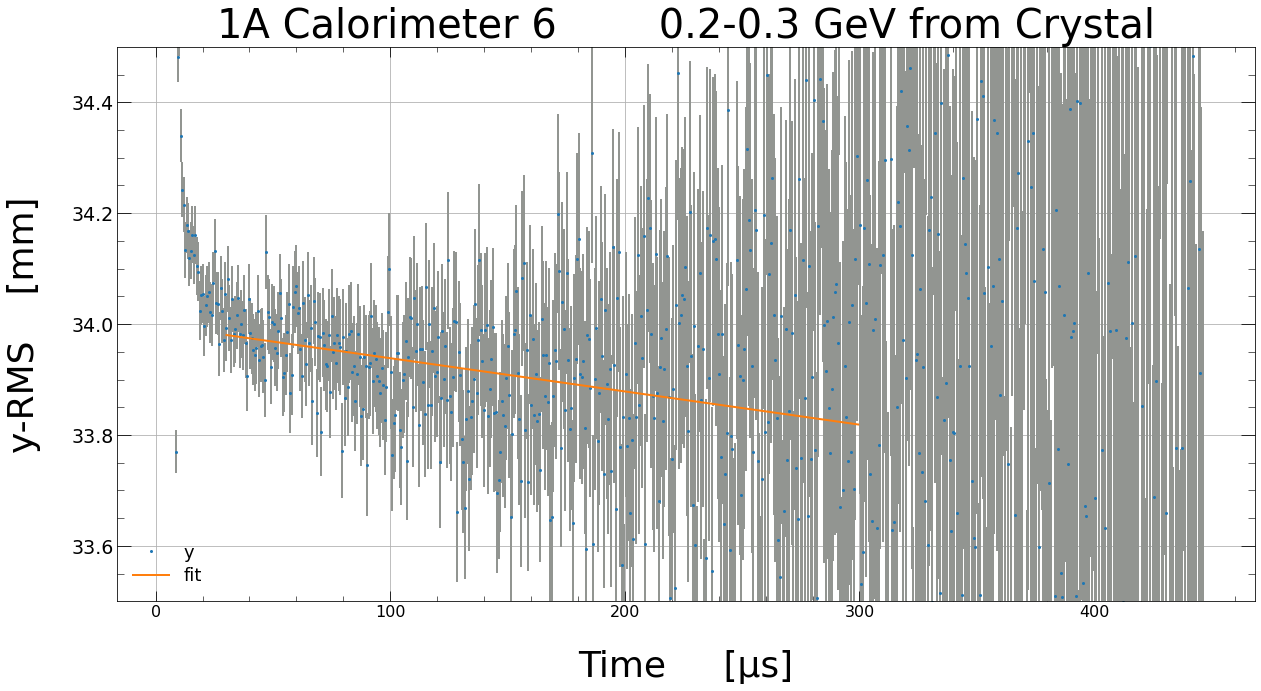 1A Calorimeter 6 0.2-0.3 GeV from Crystal
y-RMS [mm]
34.4
34.2
34.0
33.8
33.6
y
fit
0 100 200 300 400
Time [µs]